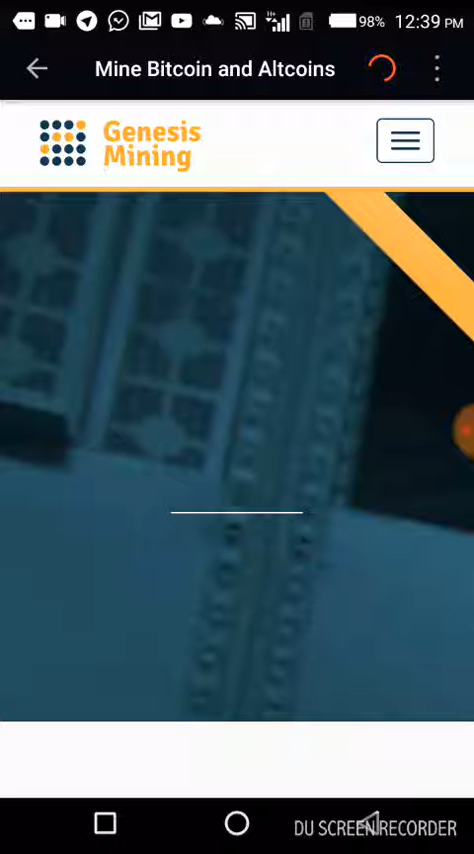 98% 12:39 PM
Mine Bitcoin and Altcoins
Genesis
Mining
DU SCREEN RECORDER